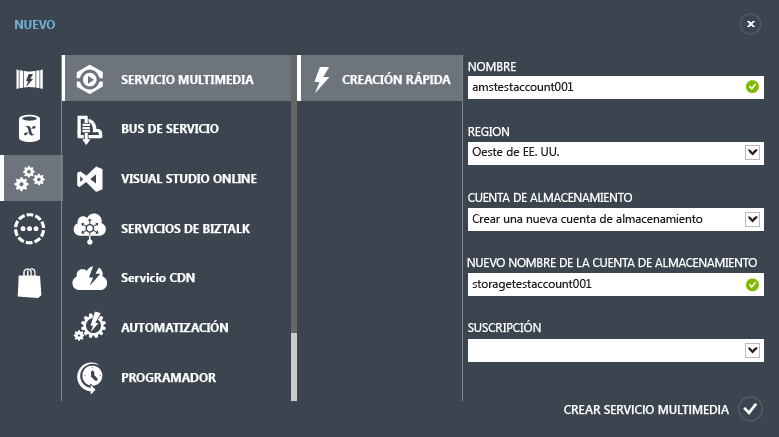 NUEVO
SERVICIO MULTIMEDIA
BUS DE SERVICIO
VISUAL STUDIO ONLINE
SERVICIOS DE BIZTALK
Servicio CDN
AUTOMATIZACIÓN
PROGRAMADOR
CREACIÓN RÁPIDA
NOMBRE
amstestaccount001
REGION
Oeste de EE. UU.
CUENTA DE ALMACENAMIENTO
Crear una nueva cuenta de almacenamiento
NUEVO NOMBRE DE LA CUENTA DE ALMACENAMIENTO
storagetestaccount001
SUSCRIPCIÓN
CREAR SERVICIO MULTIMEDIA